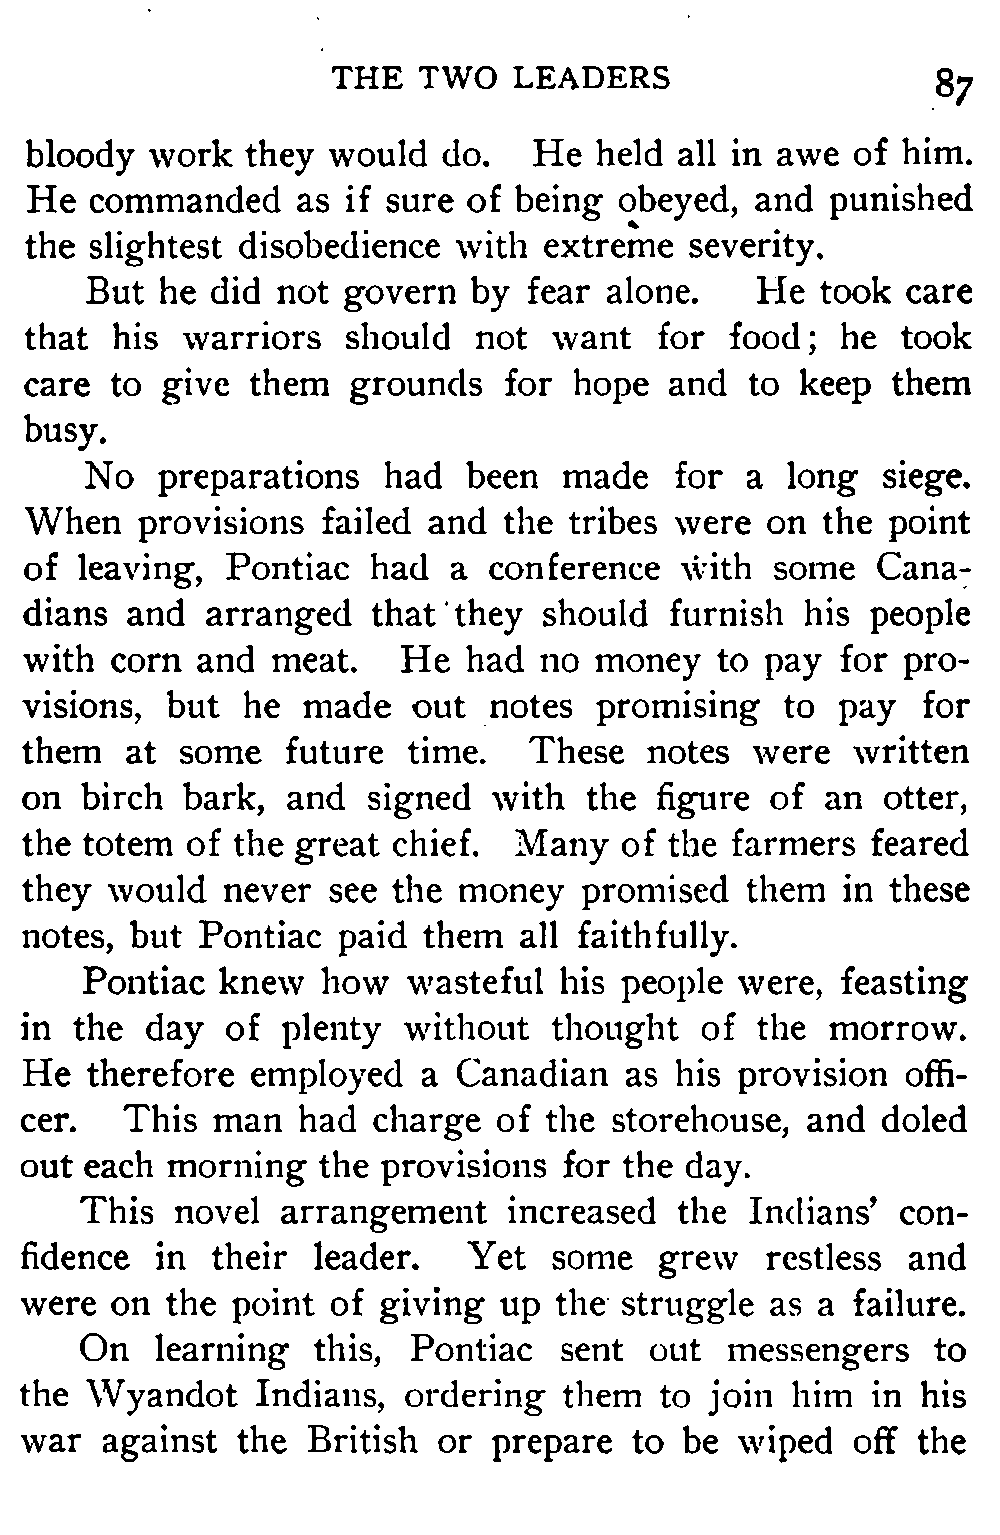 THE TWO LEADERS 87
bloody work they would do. He held all in awe of him.
He commanded as if sure of being obeyed, and punished
the slightest disobedience with extreme severity.
But he did not govern by fear alone. He took care
that his warriors should not want for food; he took
care to give them grounds for hope and to keep them
busy.
No preparations had been made for a long siege.
When provisions failed and the tribes were on the point
of leaving, Pontiac had a conference with some Cana-
dians and arranged that they should furnish his people
with corn and meat. He had no money to pay for pro-
visions, but he made out notes promising to pay for
them at some future time. These notes were written
on birch bark, and signed with the figure of an otter,
the totem of the great chief. Many of the farmers feared
they would never see the money promised them in these
notes, but Pontiac paid them all faithfully.
Pontiac knew how wasteful his people were, feasting
in the day of plenty without thought of the morrow.
He therefore employed a Canadian as his provision offi-
cer. This man had charge of the storehouse, and doled
out each morning the provisions for the day.
This novel arrangement increased the Indians' con-
fidence in their leader. Yet some grew restless and
were on the point of giving up the struggle as a failure.
On learning this, Pontiac sent out messengers to
the Wyandot Indians, ordering them to join him in his
war against the British or prepare to be wiped off the